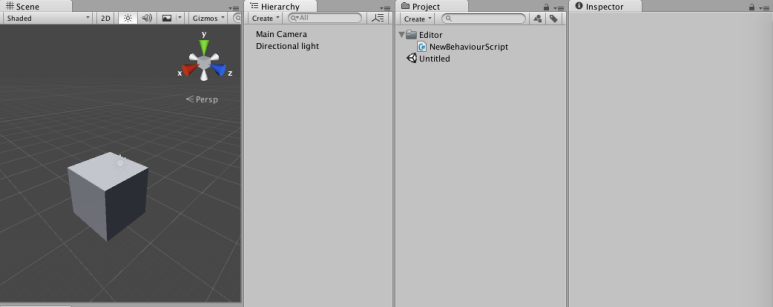 Scene
Shaded 2D Gizmos
y
x z
Persp
Hierarchy
Create All
Main Camera
Directional light
Project
Create
Editor
NewBehaviourScript
Untitled
Inspector